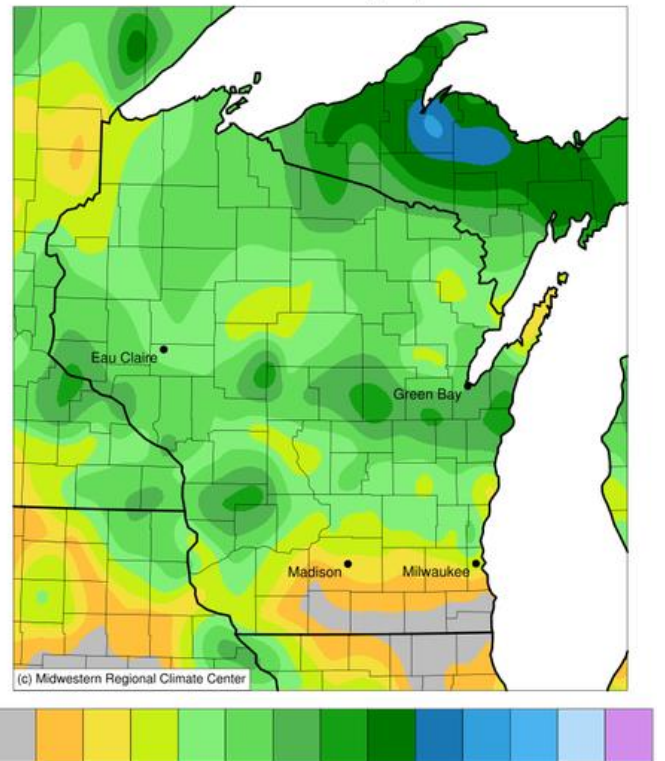 Eau Claire
Green Bay
Madison
Milwaukee
(c) Midwestern Regional Climate Center